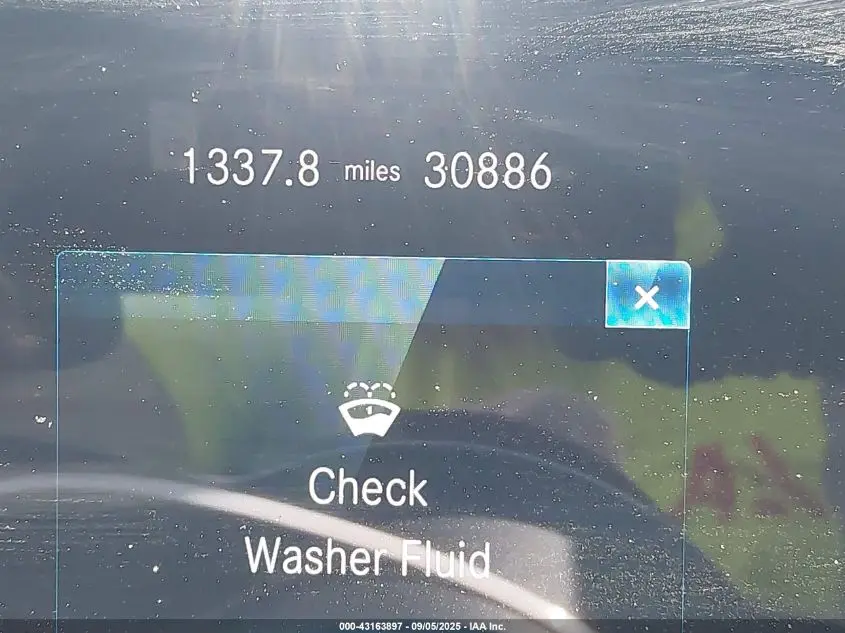 1337.8 miles 30886
Check
Washer Fluid
000-43163897 - 09/05/2025 - IAA Inc.